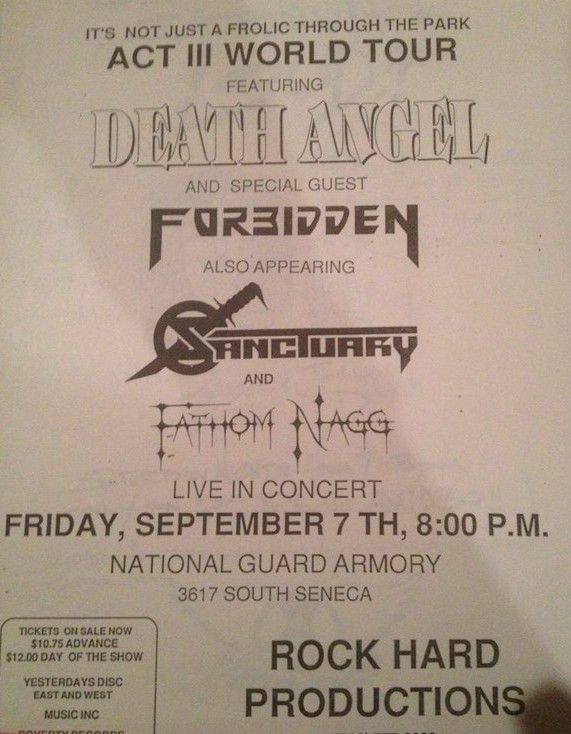 IT'S NOT JUST A FROLIC THROUGH THE PARK
ACT III WORLD TOUR
FEATURING
DEATH ANGEL
AND SPECIAL GUEST
FORBIDDEN
ALSO APPEARING
SANCTUARY
AND
FATHOM NAGG
LIVE IN CONCERT
FRIDAY, SEPTEMBER 7 TH, 8:00 P.M.
NATIONAL GUARD ARMORY
3617 SOUTH SENECA
TICKETS ON SALE NOW
$10.75 ADVANCE
$12.00 DAY OF THE SHOW
YESTERDAYS DISC
EAST AND WEST
MUSIC INC
ROCK HARD
PRODUCTIONS